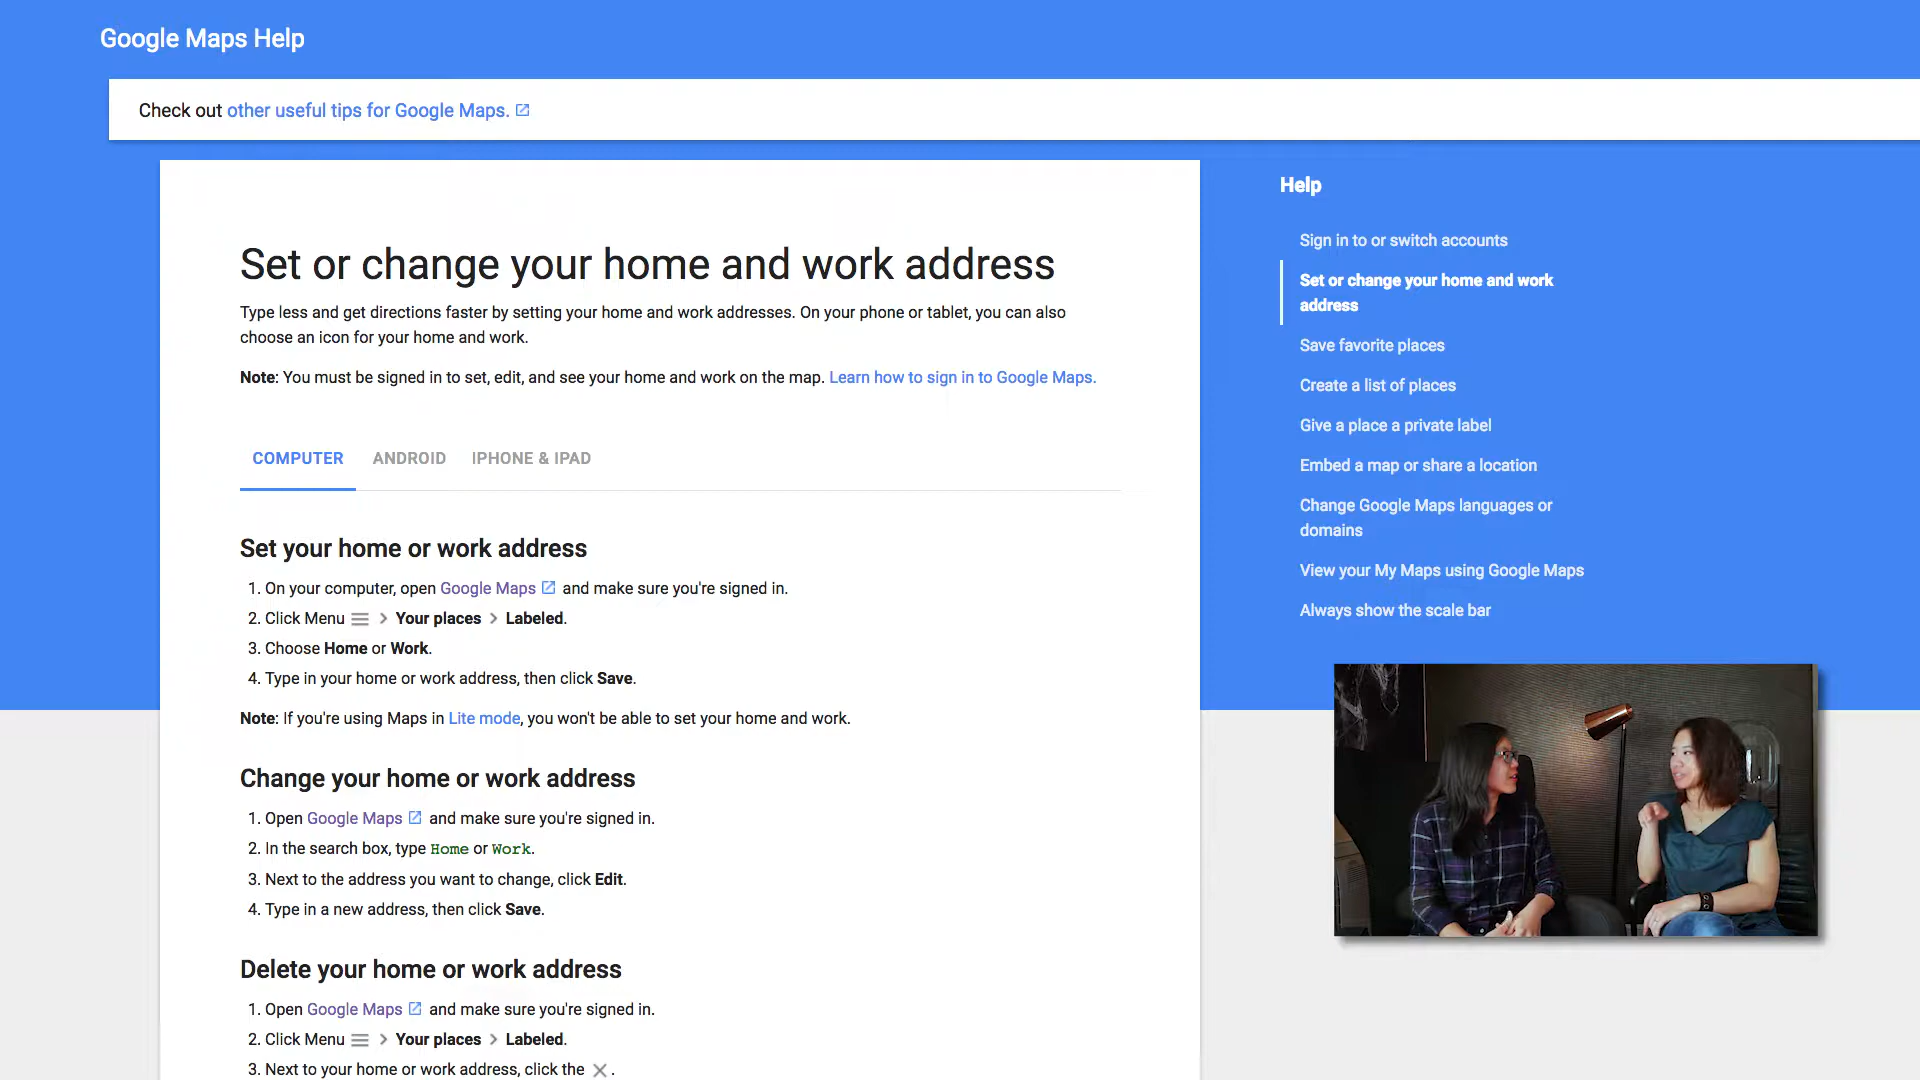 Google Maps Help
Check out other useful tips for Google Maps.
Set or change your home and work address
Type less and get directions faster by setting your home and work addresses. On your phone or tablet, you can also
choose an icon for your home and work.
Note: You must be signed in to set, edit, and see your home and work on the map. Learn how to sign in to Google Maps.
COMPUTER ANDROID IPHONE & IPAD
Set your home or work address
1. On your computer, open Google Maps and make sure you're signed in.
2. Click Menu > Your places > Labeled.
3. Choose Home or Work.
4. Type in your home or work address, then click Save.
Note: If you're using Maps in Lite mode, you won't be able to set your home and work.
Change your home or work address
1. Open Google Maps and make sure you're signed in.
2. In the search box, type Home or Work.
3. Next to the address you want to change, click Edit.
4. Type in a new address, then click Save.
Delete your home or work address
1. Open Google Maps and make sure you're signed in.
2. Click Menu > Your places > Labeled.
3. Next to your home or work address, click the ×.
Help
Sign in to or switch accounts
Set or change your home and work
address
Save favorite places
Create a list of places
Give a place a private label
Embed a map or share a location
Change Google Maps languages or
domains
View your My Maps using Google Maps
Always show the scale bar